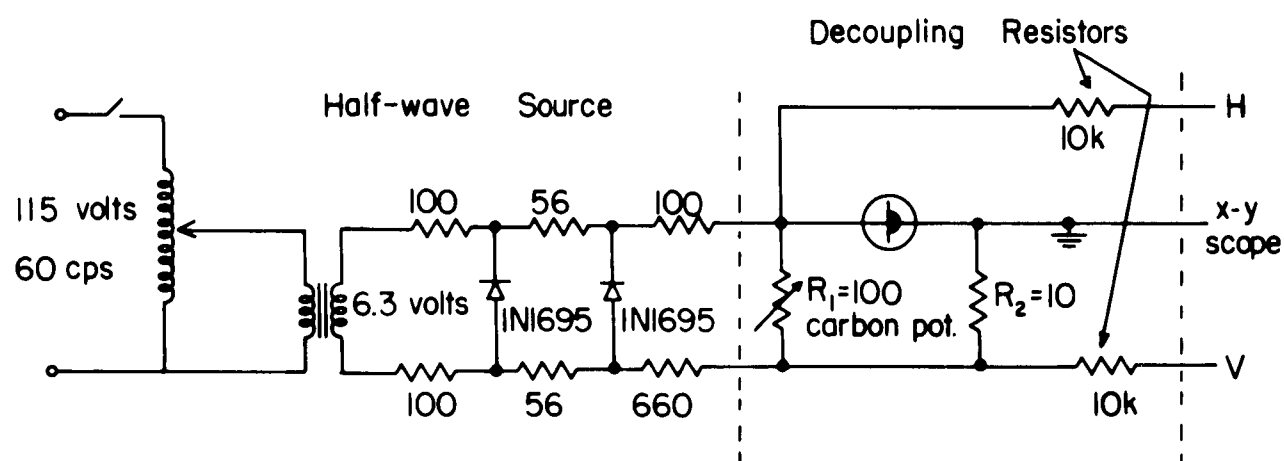 Decoupling Resistors
Half-wave Source
H
10k
115 volts
60 cps
100
56
100
x-y
scope
6.3 volts
1N1695
1N1695
R₁=100
carbon pot.
R₂=10
V
100
56
660
10k